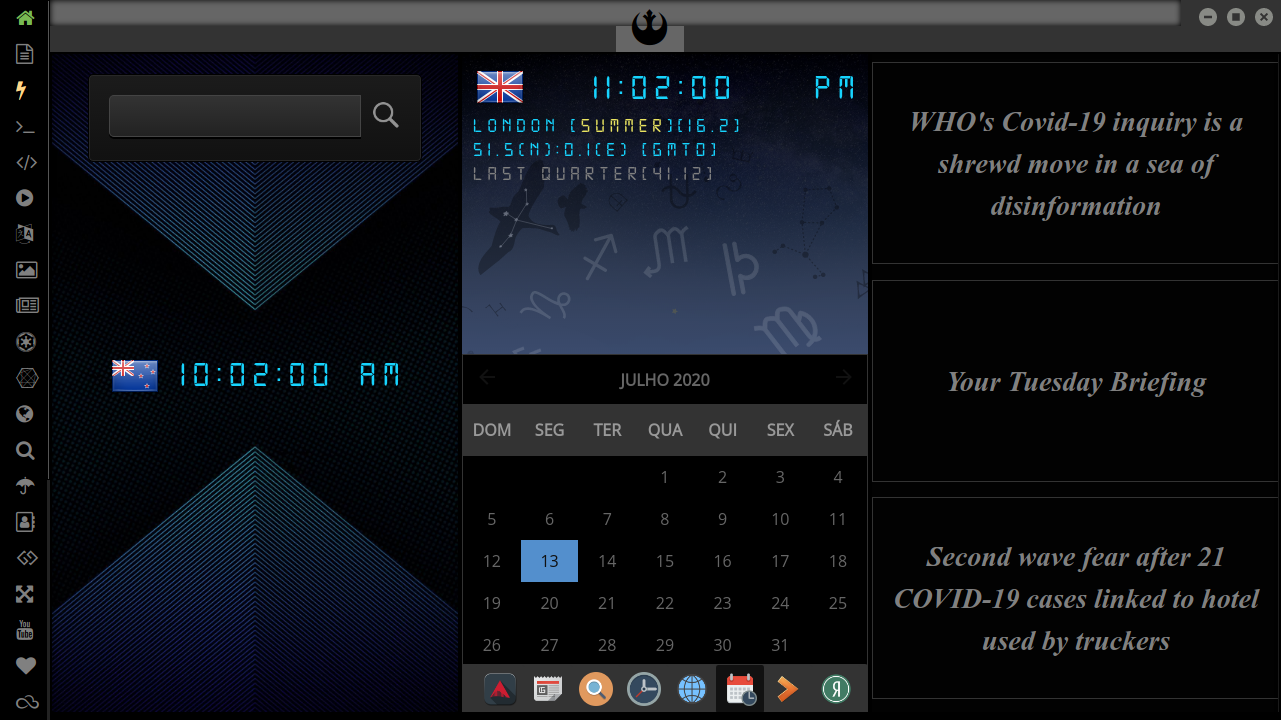 10:02:00 AM
11:02:00 PM
LONDON (SUMMER)(16.2)
51.5(N):0.1(E) (GMT0)
LAST QUARTER(41.12)
JULHO 2020
DOM SEG TER QUA QUI SEX SÁB
1 2 3 4
5 6 7 8 9 10 11
12 13 14 15 16 17 18
19 20 21 22 23 24 25
26 27 28 29 30 31
WHO's Covid-19 inquiry is a
shrewd move in a sea of
disinformation
Your Tuesday Briefing
Second wave fear after 21
COVID-19 cases linked to hotel
used by truckers
You
Tube
Я